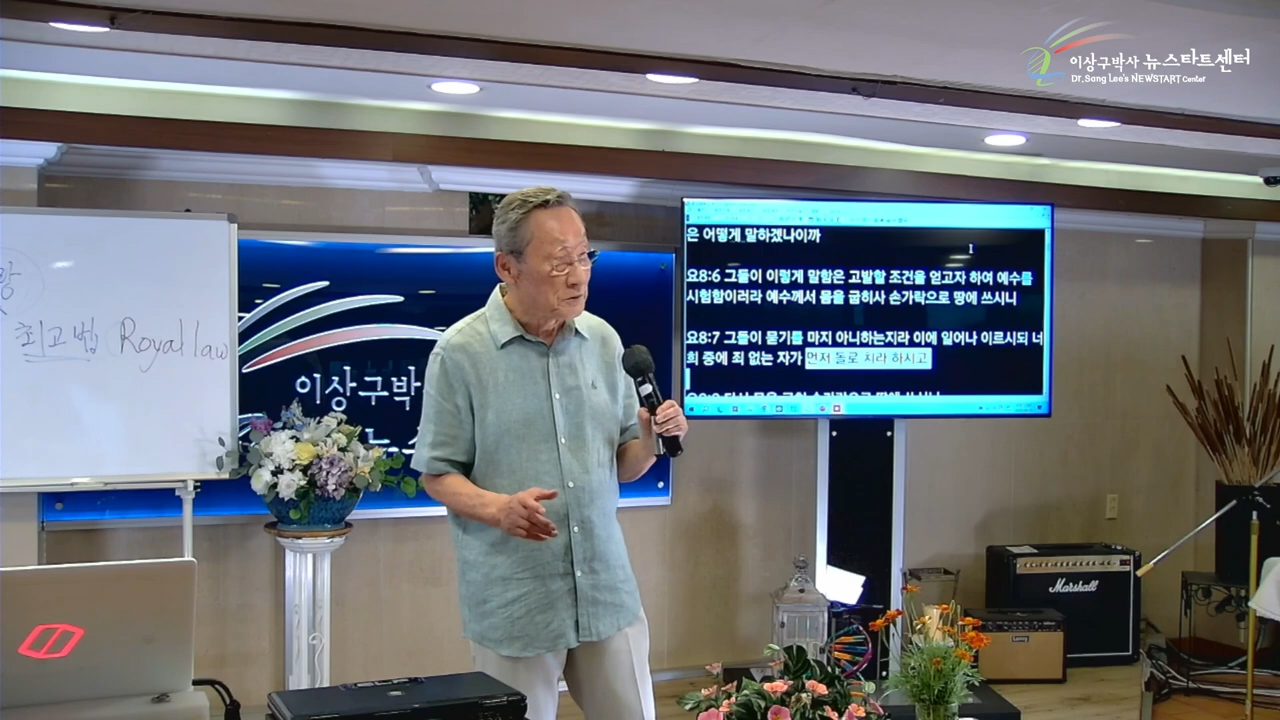 이상구박사 뉴스타트센터
Dr. Sang Lee's NEWSTART Center
최고법 Royal law
이상구박
은 어떻게 말하겠나이까
요8:6 그들이 이렇게 말함은 고발할 조건을 얻고자 하여 예수를
시험함이러라 예수께서 몸을 굽히사 손가락으로 땅에 쓰시니
요8:7 그들이 묻기를 마지 아니하는지라 이에 일어나 이르시되 너
희 중에 죄 없는 자가 먼저 돌로 치라 하시고
Marshall